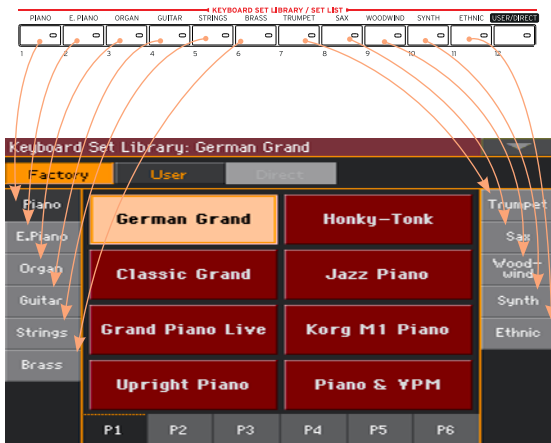 KEYBOARD SET LIBRARY / SET LIST
PIANO E. PIANO ORGAN GUITAR STRINGS BRASS TRUMPET SAX WOODWIND SYNTH ETHNIC USER/DIRECT
1 2 3 4 5 6 7 8 9 10 11 12
Keyboard Set Library: German Grand
Factory User Direct
Piano German Grand Honky-Tonk Trumpet
E.Piano Sax
Organ Classic Grand Jazz Piano Wood-
wind
Guitar Synth
Strings Grand Piano Live Korg M1 Piano Ethnic
Brass
Upright Piano Piano & ¥PM
P1 P2 P3 P4 P5 P6